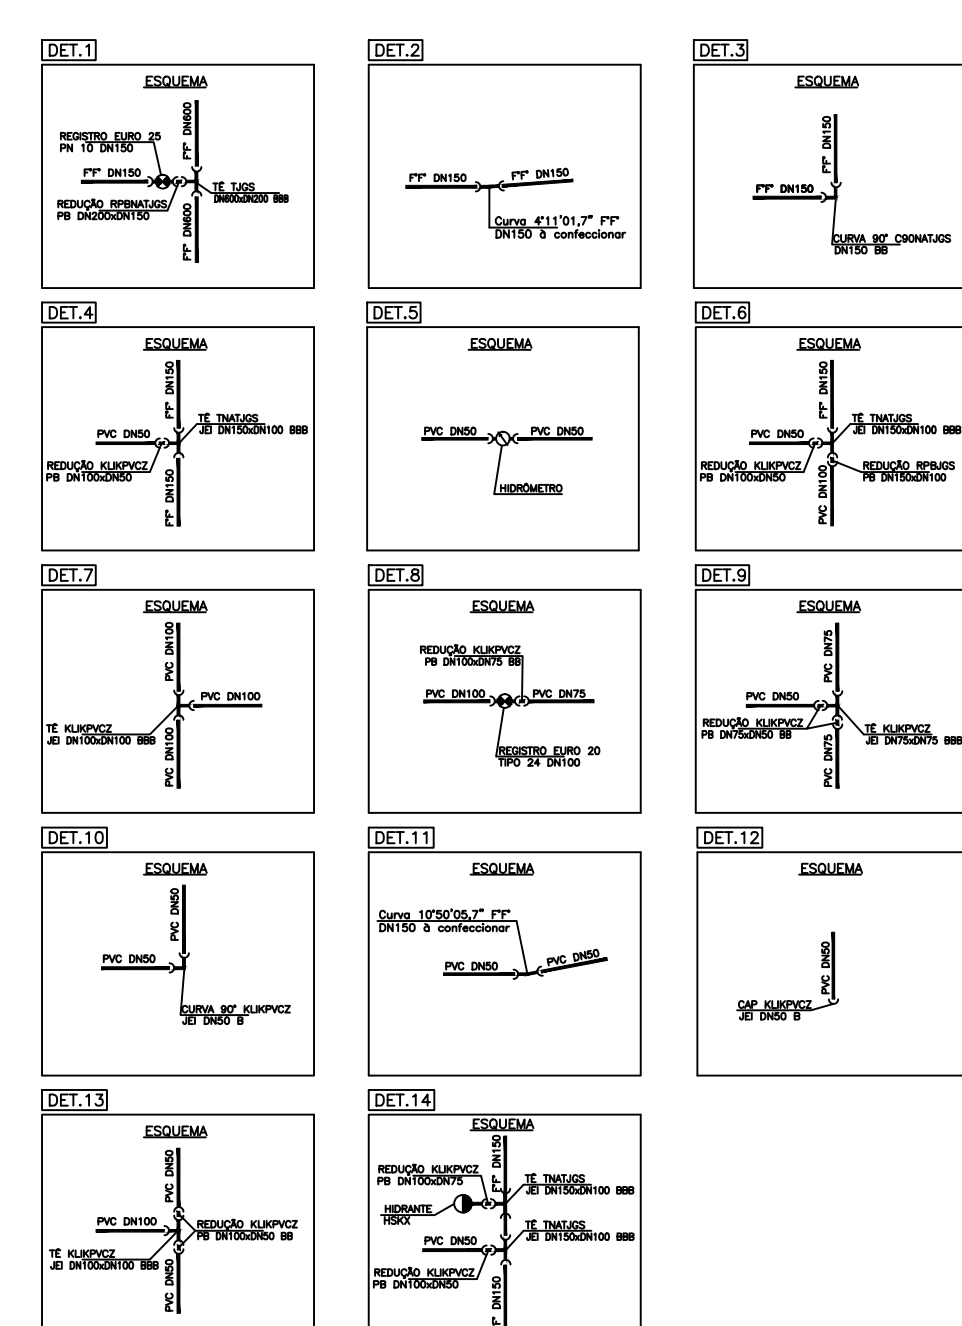 DET.1
ESQUEMA
F°F° DN600
REGISTRO EURO 25
PN 10 DN150
F°F° DN150
TÊ TJGS
DN600xDN200 BBB
REDUÇÃO RPBNATJGS
PB DN200xDN150
F°F° DN600
DET.2
F°F° DN150
F°F° DN150
Curva 4°11'01,7" F°F°
DN150 à confeccionar
DET.3
ESQUEMA
F°F° DN150
F°F° DN150
CURVA 90° C90NATJGS
DN150 BB
DET.4
ESQUEMA
F°F° DN150
TÊ TNATJGS
JEI DN150xDN100 BBB
PVC DN50
REDUÇÃO KLIKPVCZ
PB DN100xDN50
F°F° DN150
DET.5
ESQUEMA
PVC DN50
PVC DN50
HIDRÔMETRO
DET.6
ESQUEMA
F°F° DN150
TÊ TNATJGS
JEI DN150xDN100 BBB
PVC DN50
REDUÇÃO KLIKPVCZ
PB DN100xDN50
REDUÇÃO RPBJGS
PB DN150xDN100
PVC DN100
DET.7
ESQUEMA
PVC DN100
PVC DN100
TÊ KLIKPVCZ
JEI DN100xDN100 BBB
PVC DN100
DET.8
ESQUEMA
REDUÇÃO KLIKPVCZ
PB DN100xDN75 BB
PVC DN100
PVC DN75
REGISTRO EURO 20
TIPO 24 DN100
DET.9
ESQUEMA
PVC DN75
PVC DN50
REDUÇÃO KLIKPVCZ
PB DN75xDN50 BB
TÊ KLIKPVCZ
JEI DN75xDN75 BBB
PVC DN75
DET.10
ESQUEMA
PVC DN50
PVC DN50
CURVA 90° KLIKPVCZ
JEI DN50 B
DET.11
ESQUEMA
Curva 10°50'05,7" F°F°
DN150 à confeccionar
PVC DN50
PVC DN50
DET.12
ESQUEMA
PVC DN50
CAP KLIKPVCZ
JEI DN50 B
DET.13
ESQUEMA
PVC DN50
PVC DN100
REDUÇÃO KLIKPVCZ
PB DN100xDN50 BB
TÊ KLIKPVCZ
JEI DN100xDN100 BBB
PVC DN50
DET.14
ESQUEMA
F°F° DN150
REDUÇÃO KLIKPVCZ
PB DN100xDN75
TÊ TNATJGS
JEI DN150xDN100 BBB
HIDRANTE
HSKX
TÊ TNATJGS
JEI DN150xDN100 BBB
PVC DN50
REDUÇÃO KLIKPVCZ
PB DN100xDN50
DN150